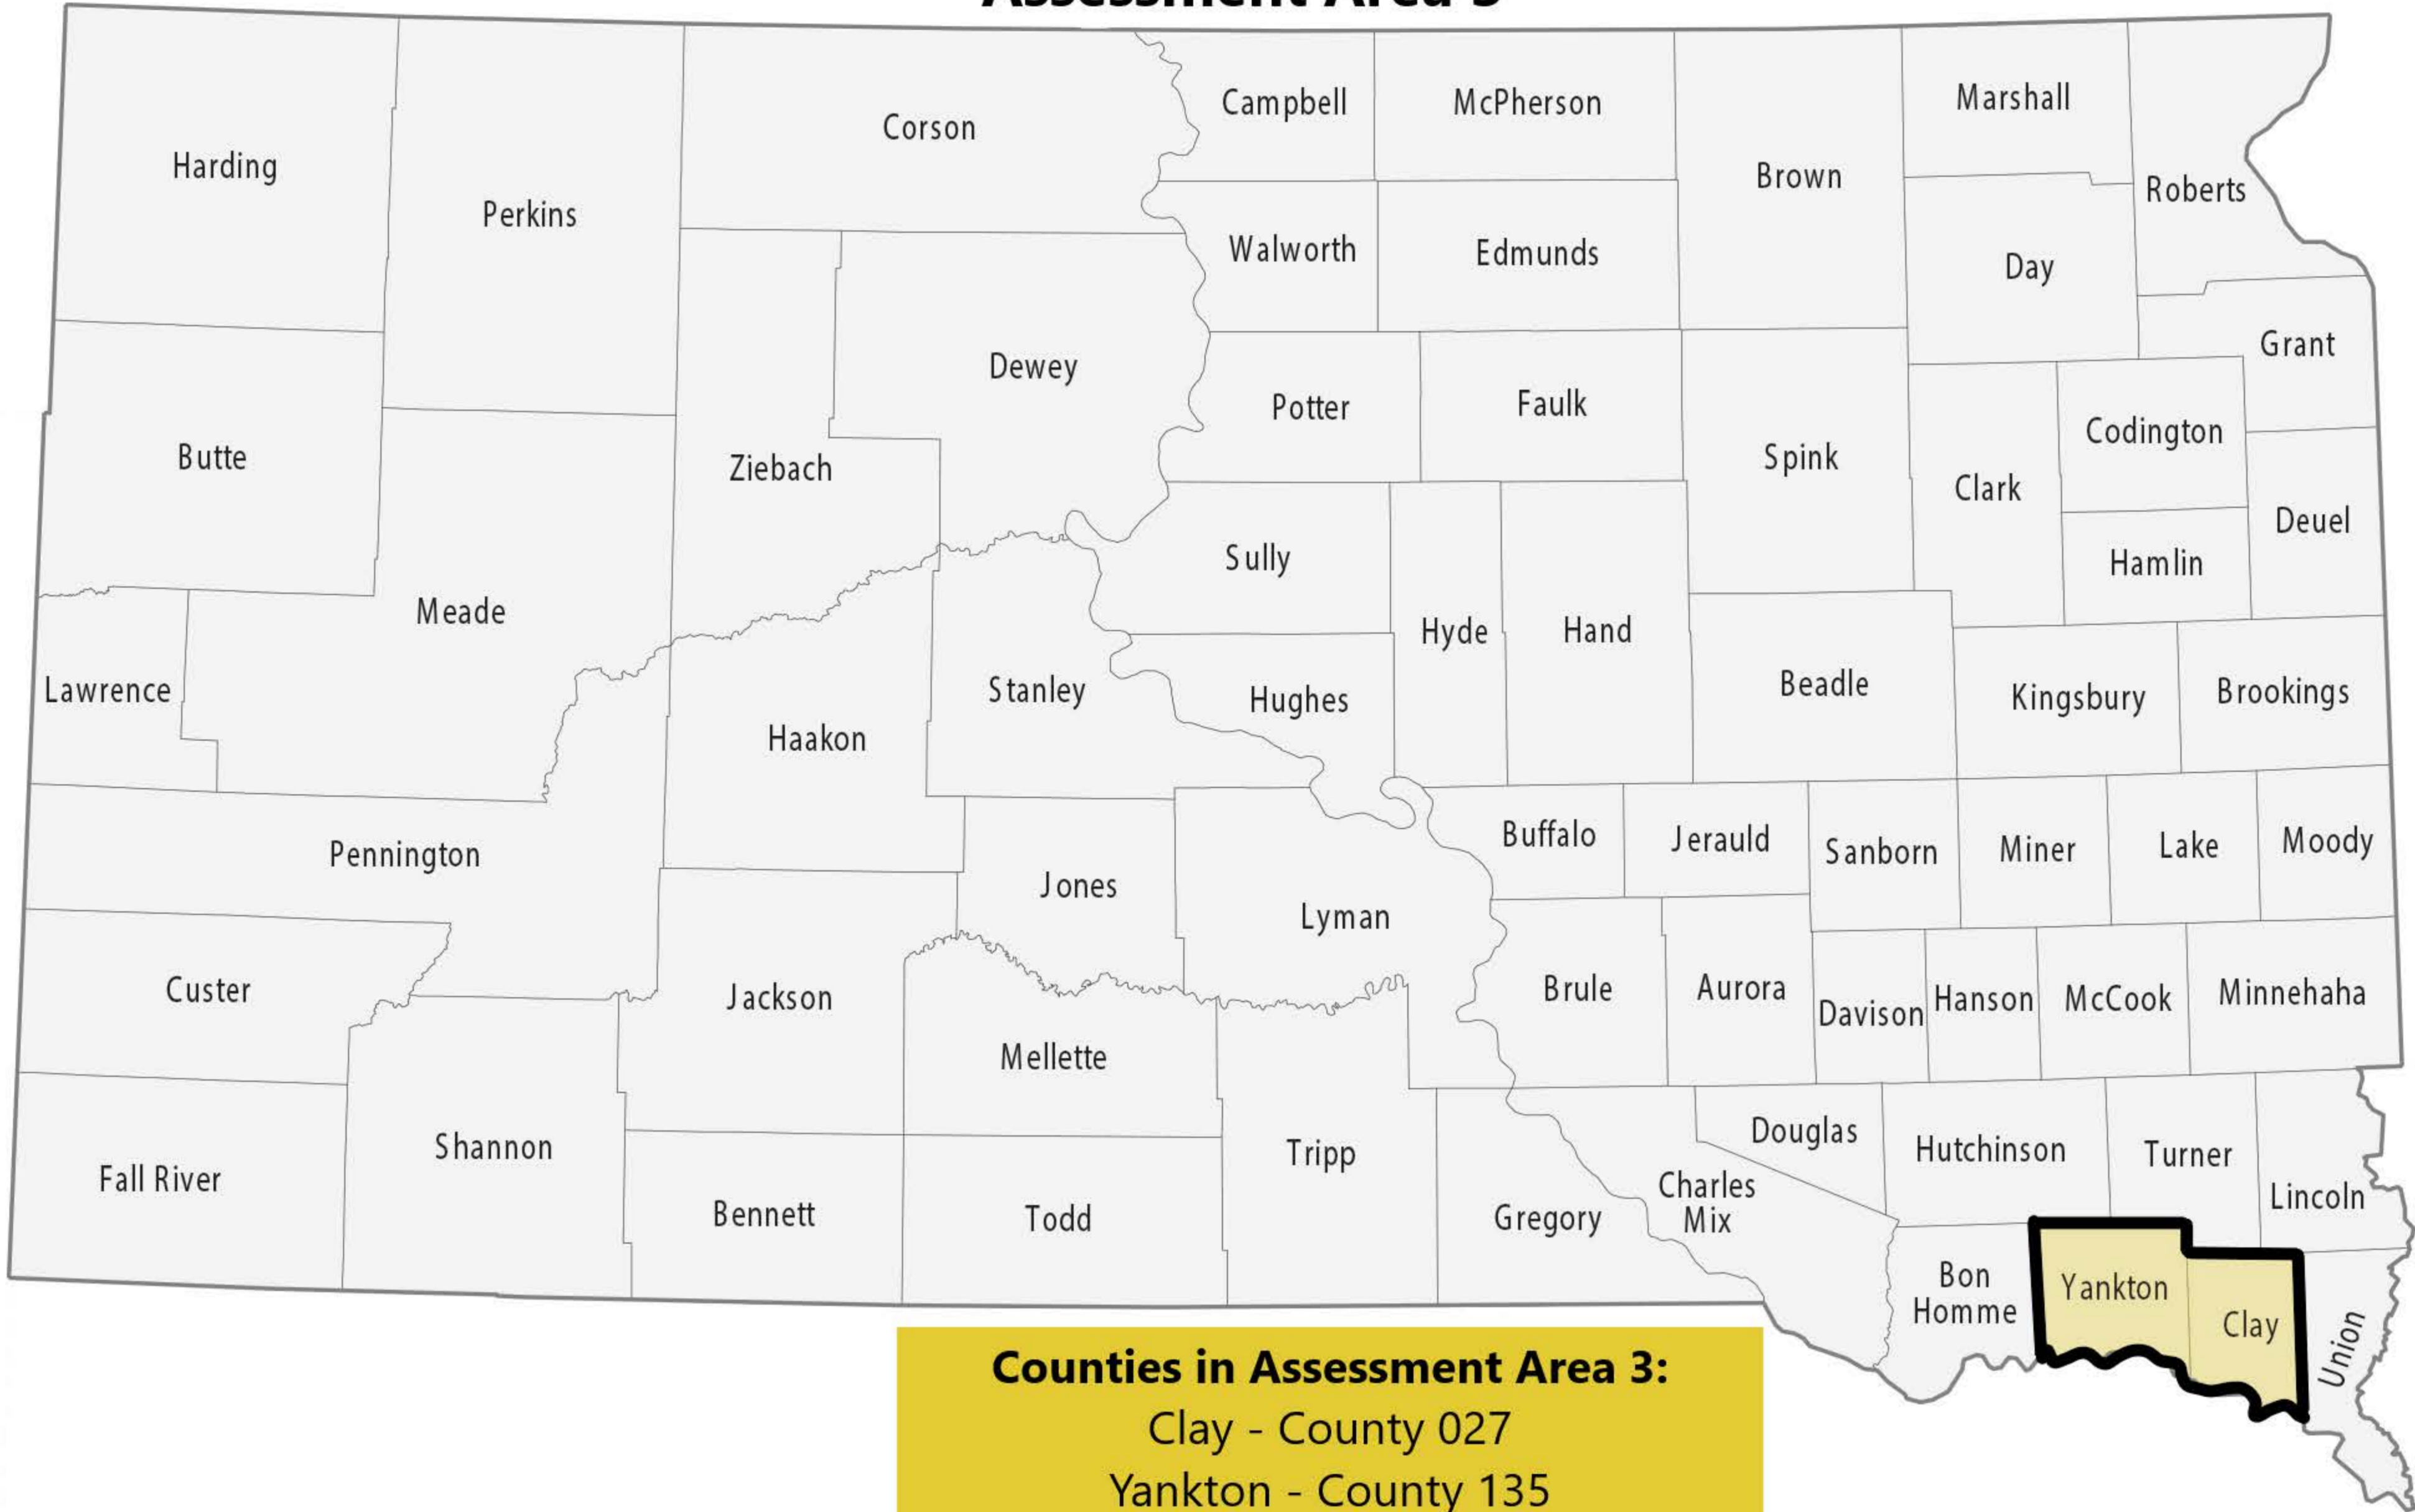 Assessment Area 3
Campbell
McPherson
Marshall
Corson
Harding
Brown
Roberts
Perkins
Walworth
Edmunds
Day
Grant
Dewey
Potter
Faulk
Codington
Butte
Ziebach
Spink
Clark
Deuel
Sully
Hamlin
Meade
Hyde
Hand
Lawrence
Stanley
Hughes
Beadle
Kingsbury
Brookings
Haakon
Buffalo
Jerauld
Sanborn
Miner
Lake
Moody
Pennington
Jones
Lyman
Custer
Jackson
Brule
Aurora
Davison
Hanson
McCook
Minnehaha
Mellette
Shannon
Fall River
Tripp
Douglas
Hutchinson
Turner
Lincoln
Bennett
Todd
Gregory
Charles
Mix
Bon
Homme
Yankton
Clay
Union
Counties in Assessment Area 3:
Clay - County 027
Yankton - County 135